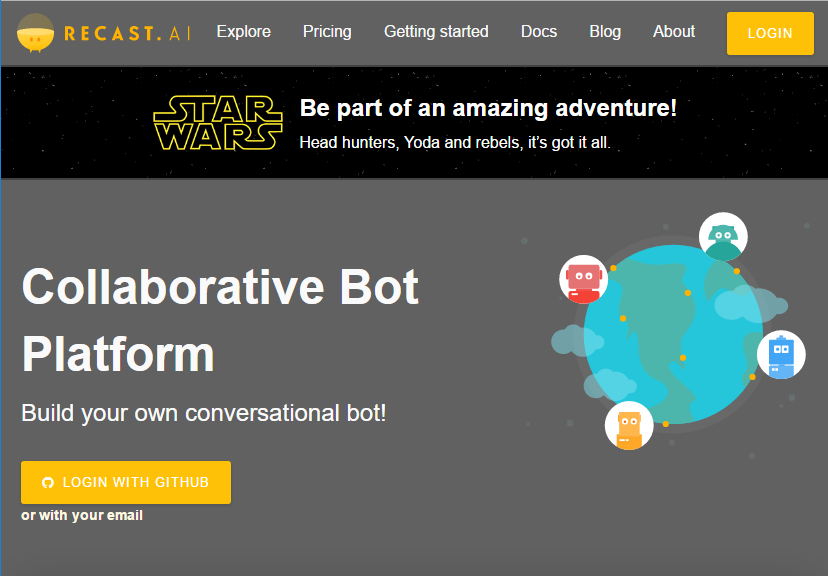 RECAST.AI Explore Pricing Getting started Docs Blog About LOGIN
STAR
WARS
Be part of an amazing adventure!
Head hunters, Yoda and rebels, it's got it all.
Collaborative Bot
Platform
Build your own conversational bot!
LOGIN WITH GITHUB
or with your email